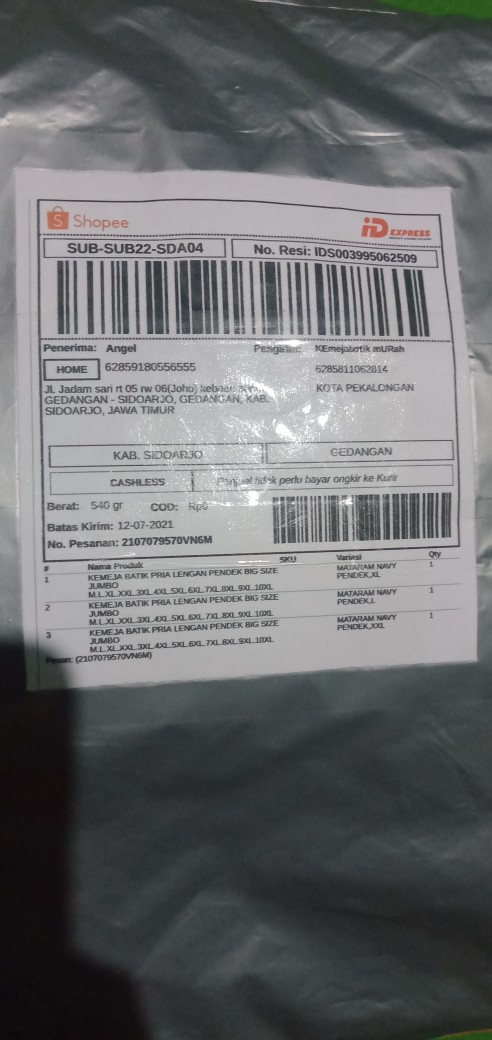 Shopee
iD EXPRESS
SUB-SUB22-SDA04
No. Resi: IDS003995062509
Penerima: Angel
Pengirim: KEmejabatik mURah
HOME 62859180556555
6285811062814
Jl. Jadam sari rt 05 rw 06(Joho)
KOTA PEKALONGAN
GEDANGAN - SIDOARJO, GEDANGAN, KAB.
SIDOARJO, JAWA TIMUR
KAB. SIDOARJO
GEDANGAN
CASHLESS
Penjual tidak perlu bayar ongkir ke Kurir
Berat: 540 gr COD: Rp0
Batas Kirim: 12-07-2021
No. Pesanan: 2107079570VN6M
# Nama Produk SKU Variasi Qty
1 KEMEJA BATIK PRIA LENGAN PENDEK BIG SIZE MATARAM NAVY 1
JUMBO PENDEK,XL
M.L.XL.XXL.3XL.4XL.5XL.6XL.7XL.8XL.9XL.10XL
2 KEMEJA BATIK PRIA LENGAN PENDEK BIG SIZE MATARAM NAVY 1
JUMBO PENDEK,L
M.L.XL.XXL.3XL.4XL.5XL.6XL.7XL.8XL.9XL.10XL
3 KEMEJA BATIK PRIA LENGAN PENDEK BIG SIZE MATARAM NAVY 1
JUMBO PENDEK,XXL
M.L.XL.XXL.3XL.4XL.5XL.6XL.7XL.8XL.9XL.10XL
Pesan: (2107079570VN6M)